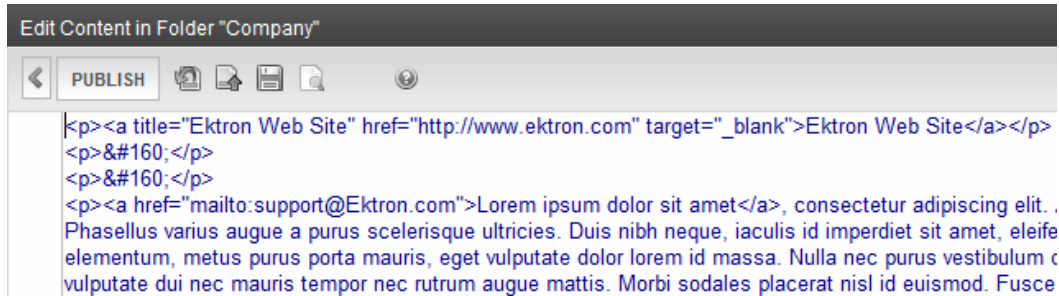 Edit Content in Folder "Company"
PUBLISH
<p><a title="Ektron Web Site" href="http://www.ektron.com" target="_blank">Ektron Web Site</a></p>
<p>&#160;</p>
<p>&#160;</p>
<p><a href="mailto:support@Ektron.com">Lorem ipsum dolor sit amet</a>, consectetur adipiscing elit.
Phasellus varius augue a purus scelerisque ultricies. Duis nibh neque, iaculis id imperdiet sit amet,
elementum, metus purus porta mauris, eget vulputate dolor lorem id massa. Nulla nec purus vestibulum
vulputate dui nec mauris tempor nec rutrum augue mattis. Morbi sodales placerat nisl id euismod. Fusce